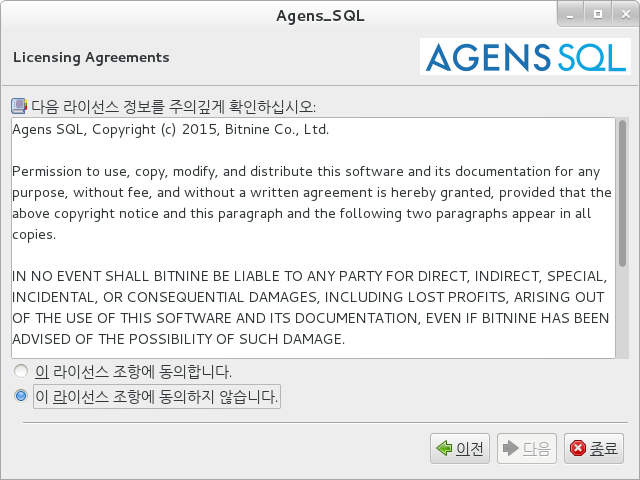 Agens_SQL
Licensing Agreements
AGENS SQL
다음 라이선스 정보를 주의깊게 확인하십시오:
Agens SQL, Copyright (c) 2015, Bitnine Co., Ltd.
Permission to use, copy, modify, and distribute this software and its documentation for any
purpose, without fee, and without a written agreement is hereby granted, provided that the
above copyright notice and this paragraph and the following two paragraphs appear in all
copies.
IN NO EVENT SHALL BITNINE BE LIABLE TO ANY PARTY FOR DIRECT, INDIRECT, SPECIAL,
INCIDENTAL, OR CONSEQUENTIAL DAMAGES, INCLUDING LOST PROFITS, ARISING OUT
OF THE USE OF THIS SOFTWARE AND ITS DOCUMENTATION, EVEN IF BITNINE HAS BEEN
ADVISED OF THE POSSIBILITY OF SUCH DAMAGE.
이 라이선스 조항에 동의합니다.
이 라이선스 조항에 동의하지 않습니다.
이전 다음 종료